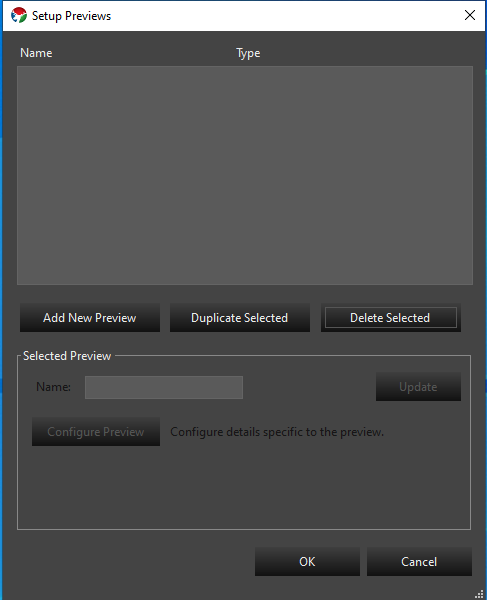 Setup Previews
Name Type
Add New Preview Duplicate Selected Delete Selected
Selected Preview
Name: Update
Configure Preview Configure details specific to the preview.
OK Cancel